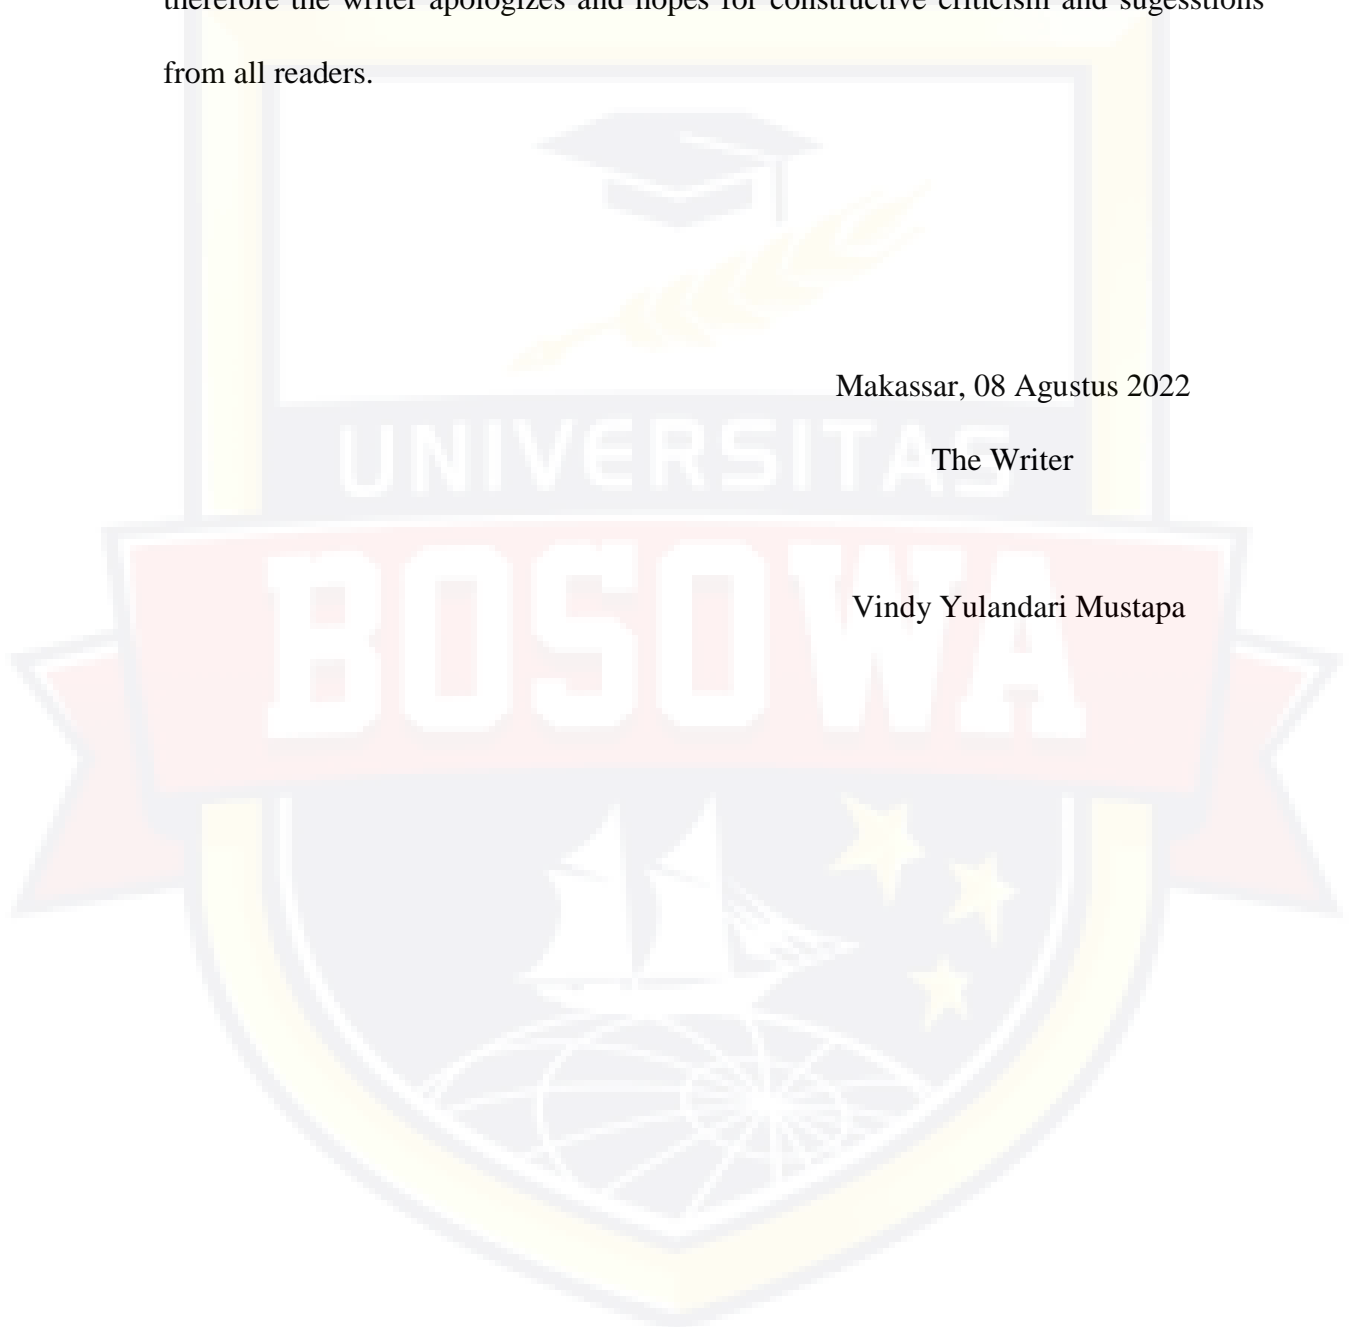 therefore the writer apologizes and hopes for constructive criticism and sugesstions
from all readers.
Makassar, 08 Agustus 2022
UNIVERSITAS
The Writer
BOSOWA
Vindy Yulandari Mustapa